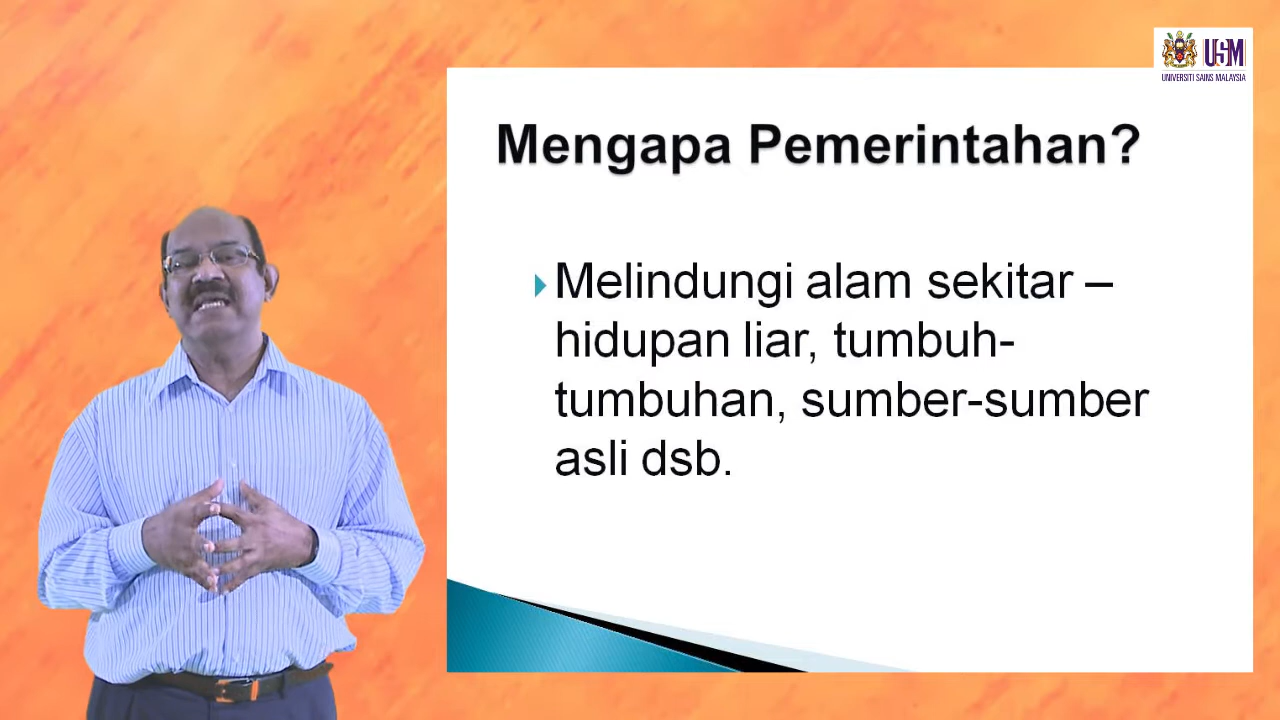 USM
UNIVERSITI SAINS MALAYSIA
Mengapa Pemerintahan?
Melindungi alam sekitar –
hidupan liar, tumbuh-
tumbuhan, sumber-sumber
asli dsb.